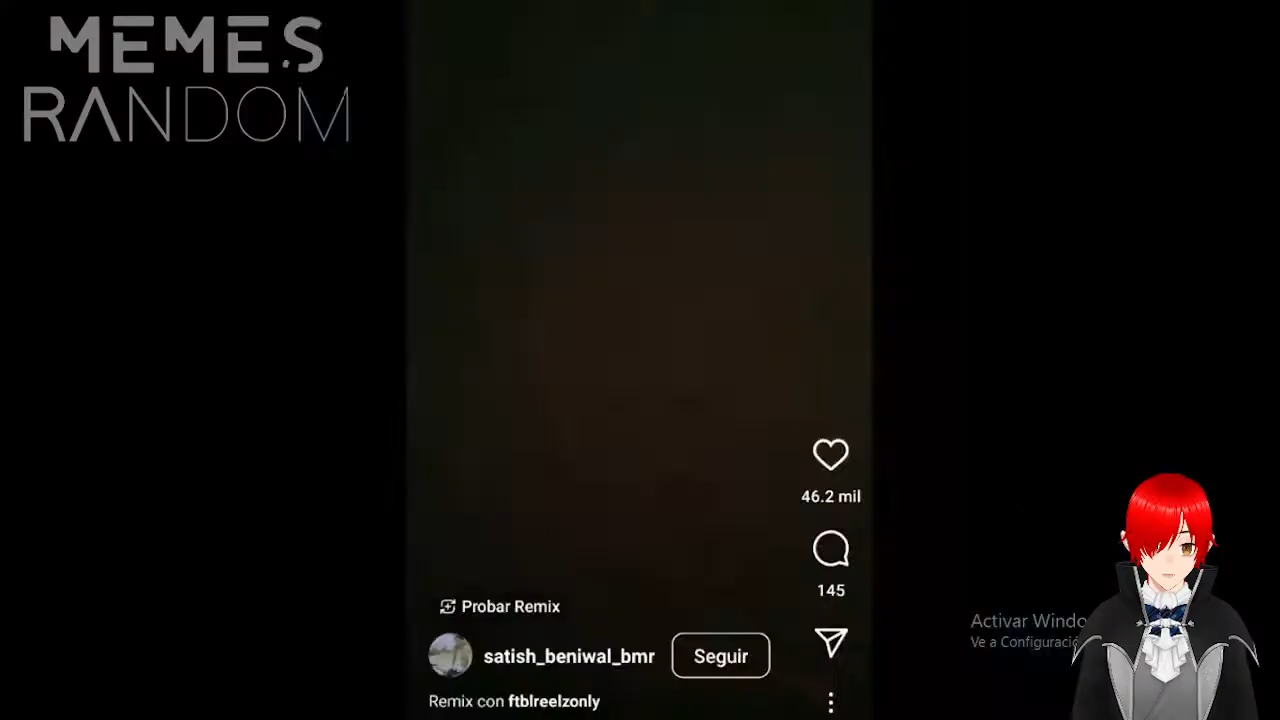 MEMES
RANDOM
46.2 mil
145
Probar Remix
satish_beniwal_bmr
Seguir
Remix con ftblreelzonly
Activar Windo
Ve a Configuració